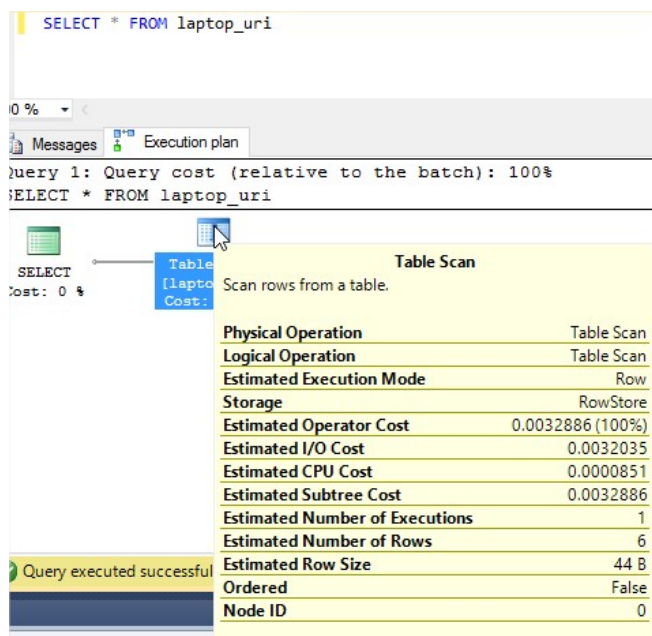 SELECT * FROM laptop_uri
0 %
Messages Execution plan
Query 1: Query cost (relative to the batch): 100%
SELECT * FROM laptop_uri
SELECT
Cost: 0 %
Table
[lapto
Cost:
Table Scan
Scan rows from a table.
Physical Operation Table Scan
Logical Operation Table Scan
Estimated Execution Mode Row
Storage RowStore
Estimated Operator Cost 0.0032886 (100%)
Estimated I/O Cost 0.0032035
Estimated CPU Cost 0.0000851
Estimated Subtree Cost 0.0032886
Estimated Number of Executions 1
Estimated Number of Rows 6
Estimated Row Size 44 B
Ordered False
Node ID 0
Query executed successful